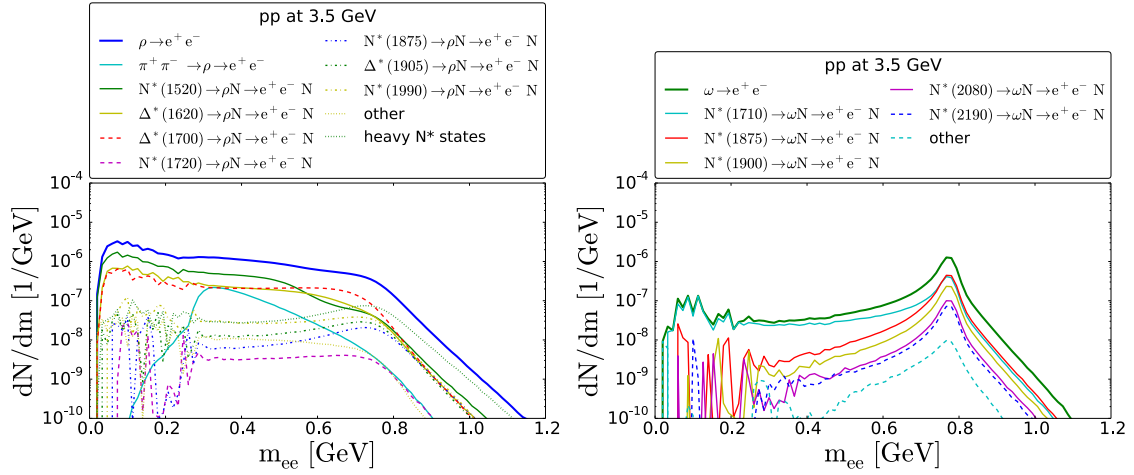 pp at 3.5 GeV
ρ→e⁺ e⁻
π⁺ π⁻ →ρ→e⁺ e⁻
N*(1520)→ρN→e⁺ e⁻ N
Δ*(1620)→ρN→e⁺ e⁻ N
Δ*(1700)→ρN→e⁺ e⁻ N
N*(1720)→ρN→e⁺ e⁻ N
N*(1875)→ρN→e⁺ e⁻ N
Δ*(1905)→ρN→e⁺ e⁻ N
N*(1990)→ρN→e⁺ e⁻ N
other
heavy N* states
10⁻⁴
10⁻⁵
10⁻⁶
10⁻⁷
10⁻⁸
10⁻⁹
10⁻¹⁰
dN/dm [1/GeV]
0.0 0.2 0.4 0.6 0.8 1.0 1.2
mₑₑ [GeV]
pp at 3.5 GeV
ω→e⁺ e⁻
N*(1710)→ωN→e⁺ e⁻ N
N*(1875)→ωN→e⁺ e⁻ N
N*(1900)→ωN→e⁺ e⁻ N
N*(2080)→ωN→e⁺ e⁻ N
N*(2190)→ωN→e⁺ e⁻ N
other
10⁻⁴
10⁻⁵
10⁻⁶
10⁻⁷
10⁻⁸
10⁻⁹
10⁻¹⁰
dN/dm [1/GeV]
0.0 0.2 0.4 0.6 0.8 1.0 1.2
mₑₑ [GeV]